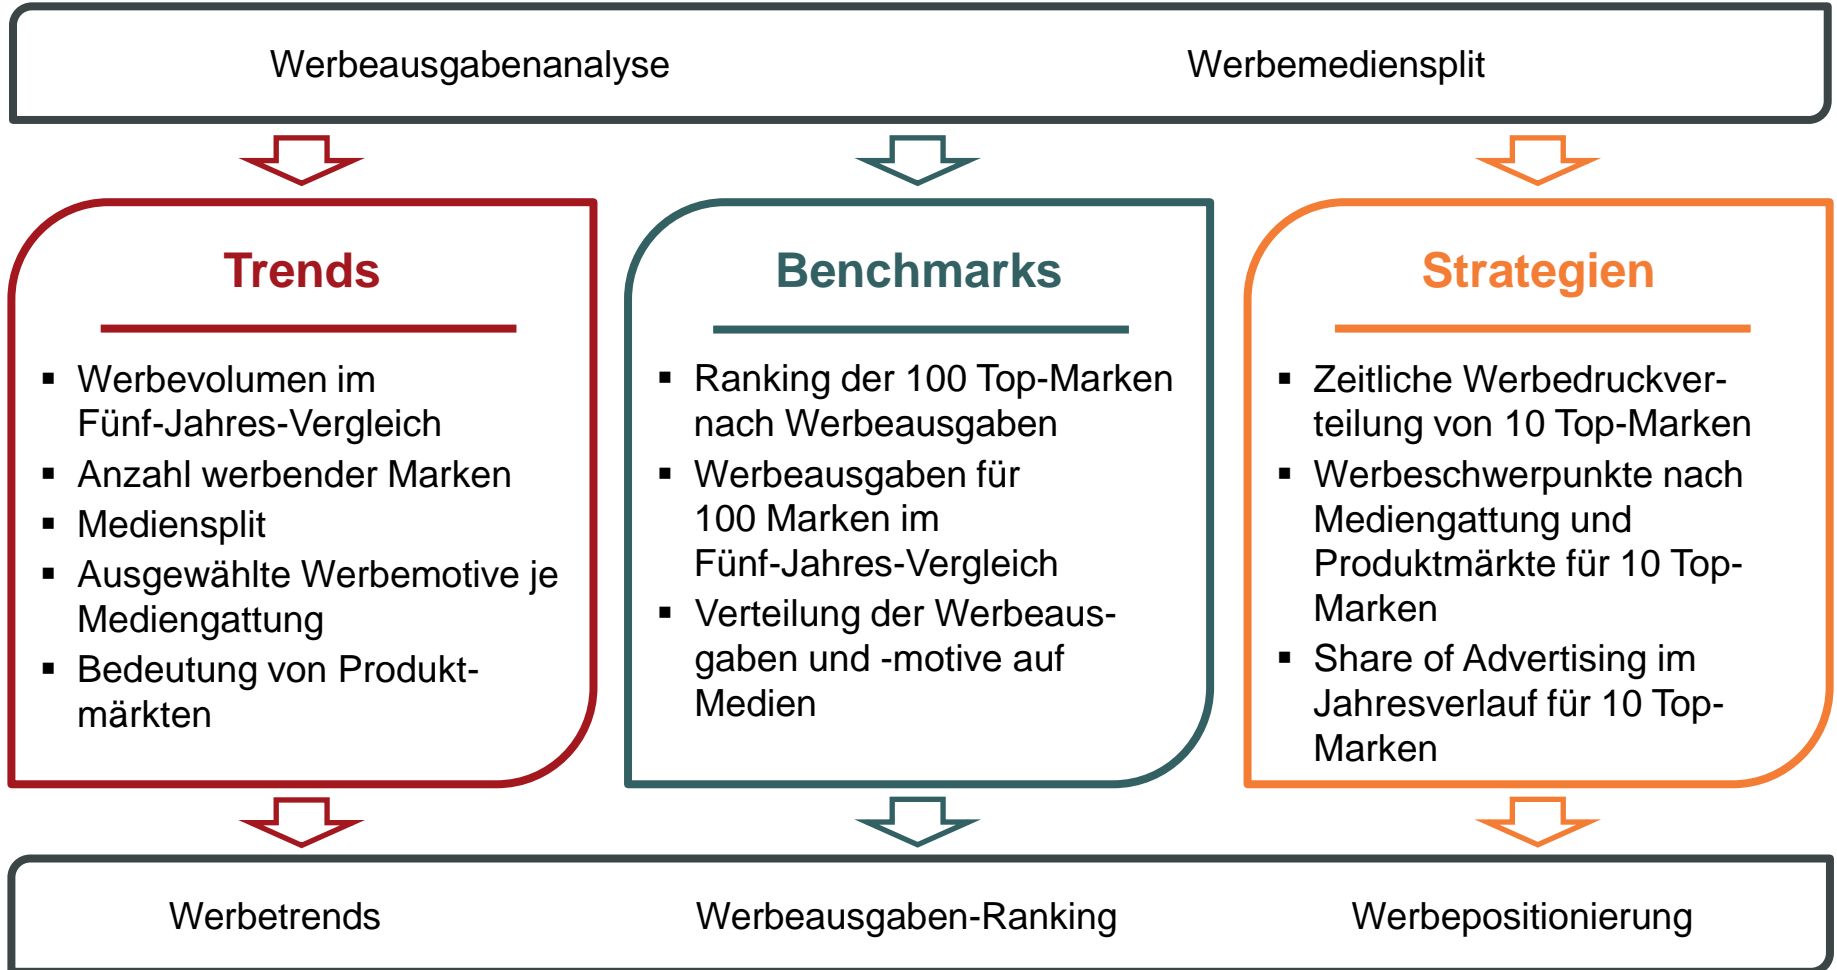 Werbeausgabenanalyse
Werbemediensplit
Trends
▪ Werbevolumen im
Fünf-Jahres-Vergleich
▪ Anzahl werbender Marken
▪ Mediensplit
▪ Ausgewählte Werbemotive je
Mediengattung
▪ Bedeutung von Produkt-
märkten
Benchmarks
▪ Ranking der 100 Top-Marken
nach Werbeausgaben
▪ Werbeausgaben für
100 Marken im
Fünf-Jahres-Vergleich
▪ Verteilung der Werbeaus-
gaben und -motive auf
Medien
Strategien
▪ Zeitliche Werbedruckver-
teilung von 10 Top-Marken
▪ Werbeschwerpunkte nach
Mediengattung und
Produktmärkte für 10 Top-
Marken
▪ Share of Advertising im
Jahresverlauf für 10 Top-
Marken
Werbetrends
Werbeausgaben-Ranking
Werbepositionierung